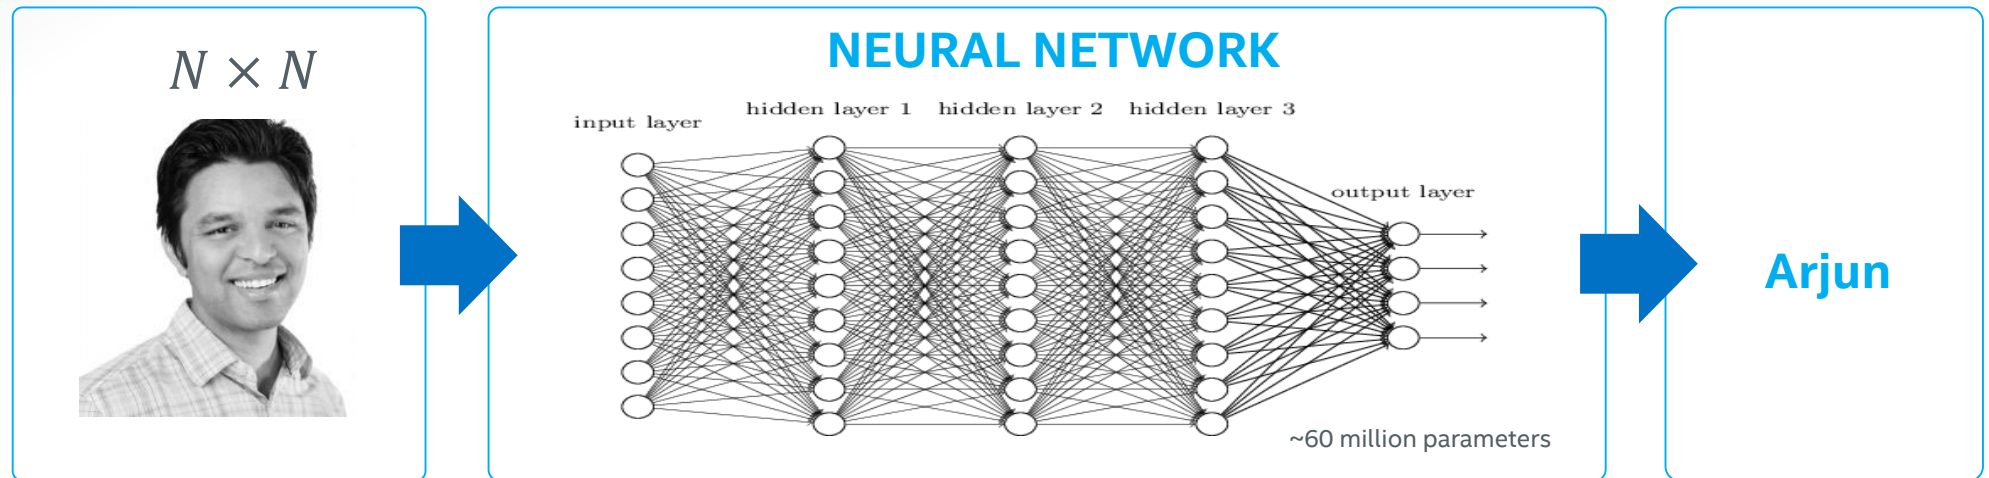 N × N
NEURAL NETWORK
input layer
hidden layer 1
hidden layer 2
hidden layer 3
output layer
~60 million parameters
Arjun